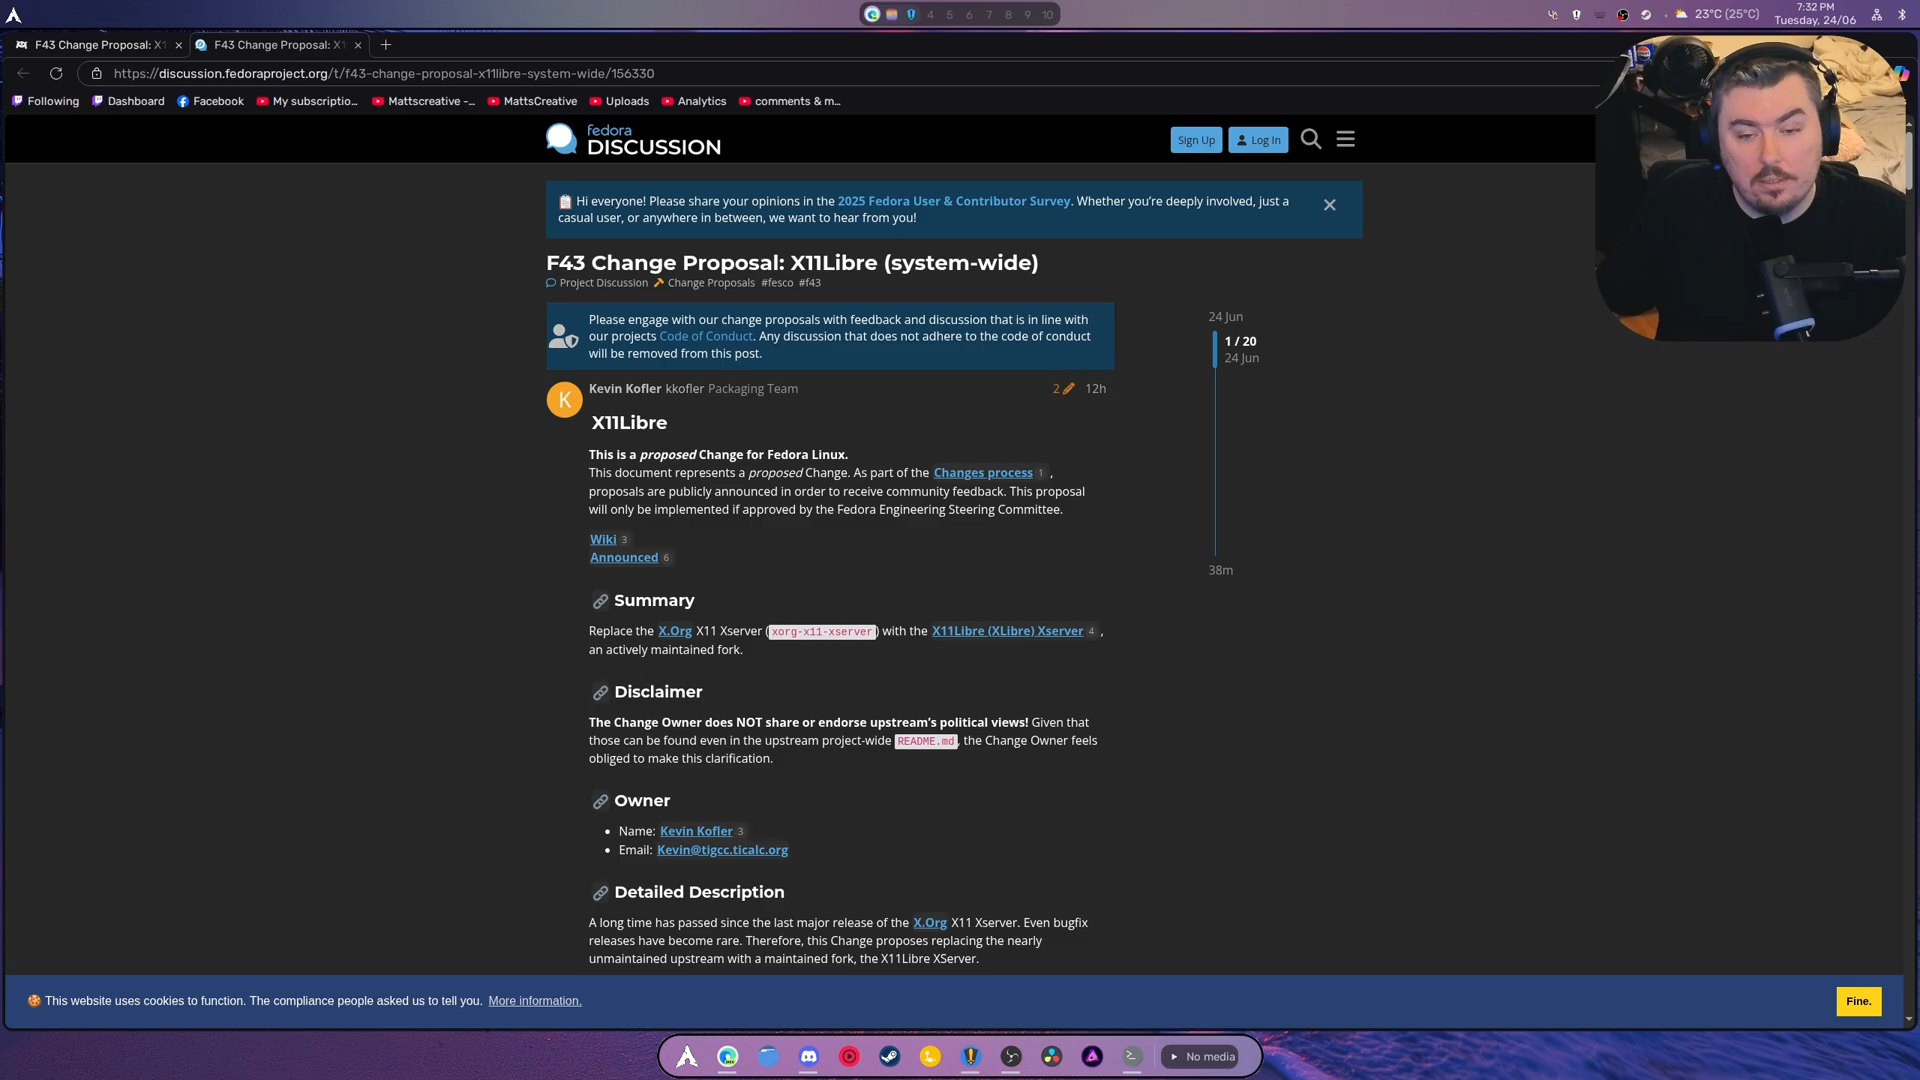 4 5 6 7 8 9 10
23°C (25°C)
7:32 PM
Tuesday, 24/06
F43 Change Proposal: X1
F43 Change Proposal: X1
https://discussion.fedoraproject.org/t/f43-change-proposal-x11libre-system-wide/156330
Following
Dashboard
Facebook
My subscriptio...
Mattscreative -...
MattsCreative
Uploads
Analytics
comments & m...
fedora
DISCUSSION
Sign Up
Log In
Hi everyone! Please share your opinions in the 2025 Fedora User & Contributor Survey. Whether you're deeply involved, just a
casual user, or anywhere in between, we want to hear from you!
F43 Change Proposal: X11Libre (system-wide)
Project Discussion Change Proposals #fesco #f43
Please engage with our change proposals with feedback and discussion that is in line with
our projects Code of Conduct. Any discussion that does not adhere to the code of conduct
will be removed from this post.
24 Jun
1 / 20
24 Jun
38m
K
Kevin Kofler kkofler Packaging Team
2
12h
X11Libre
This is a proposed Change for Fedora Linux.
This document represents a proposed Change. As part of the Changes process 1 ,
proposals are publicly announced in order to receive community feedback. This proposal
will only be implemented if approved by the Fedora Engineering Steering Committee.
Wiki 3
Announced 6
Summary
Replace the X.Org X11 Xserver (xorg-x11-xserver) with the X11Libre (XLibre) Xserver 4 ,
an actively maintained fork.
Disclaimer
The Change Owner does NOT share or endorse upstream's political views! Given that
those can be found even in the upstream project-wide README.md, the Change Owner feels
obliged to make this clarification.
Owner
• Name: Kevin Kofler 3
• Email: Kevin@tigcc.ticalc.org
Detailed Description
A long time has passed since the last major release of the X.Org X11 Xserver. Even bugfix
releases have become rare. Therefore, this Change proposes replacing the nearly
unmaintained upstream with a maintained fork, the X11Libre XServer.
This website uses cookies to function. The compliance people asked us to tell you. More information.
Fine.
No media